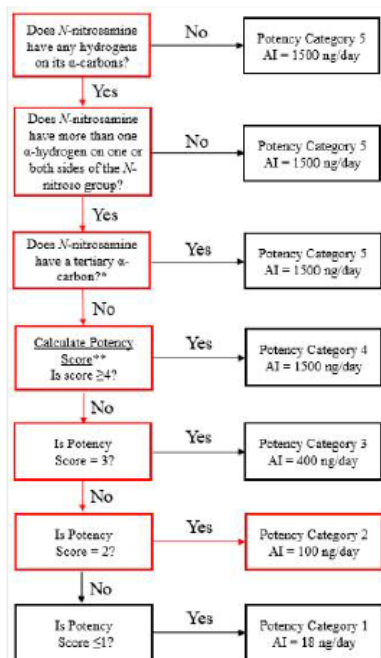 Does N-nitrosamine
have any hydrogens
on its α-carbons?
No
Potency Category 5
AI = 1500 ng/day
Yes
Does N-nitrosamine
have more than one
α-hydrogen on one or
both sides of the N-
nitroso group?
No
Potency Category 5
AI = 1500 ng/day
Yes
Does N-nitrosamine
have a tertiary α-
carbon?*
Yes
Potency Category 5
AI = 1500 ng/day
No
Calculate Potency
Score**
Is score ≥4?
Yes
Potency Category 4
AI = 1500 ng/day
No
Is Potency
Score = 3?
Yes
Potency Category 3
AI = 400 ng/day
No
Is Potency
Score = 2?
Yes
Potency Category 2
AI = 100 ng/day
No
Is Potency
Score ≤1?
Yes
Potency Category 1
AI = 18 ng/day